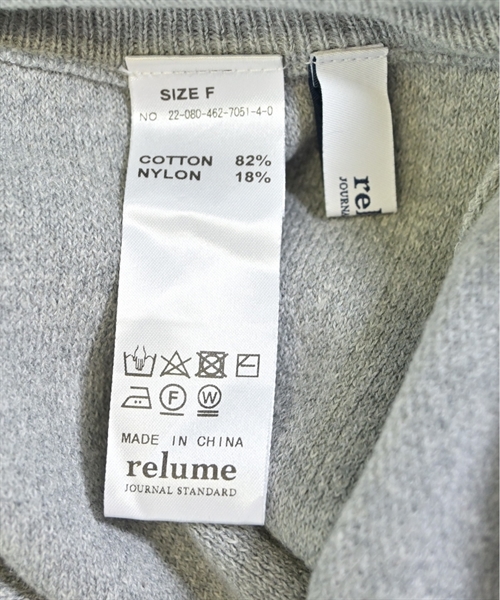 SIZE F
NO 22-080-462-7051-4-0
COTTON 82%
NYLON 18%
F W
MADE IN CHINA
relume
JOURNAL STANDARD
rel
JOURN